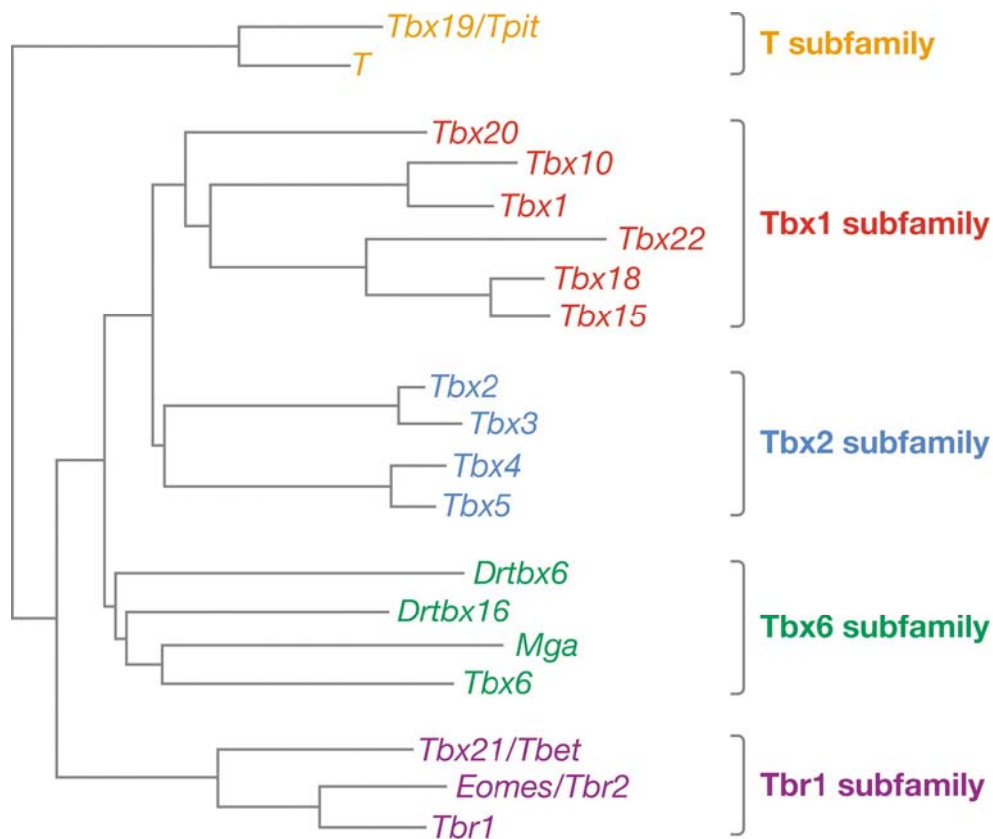 Tbx19/Tpit
T
T subfamily
Tbx20
Tbx10
Tbx1
Tbx22
Tbx18
Tbx15
Tbx1 subfamily
Tbx2
Tbx3
Tbx4
Tbx5
Tbx2 subfamily
Drtbx6
Drtbx16
Mga
Tbx6
Tbx6 subfamily
Tbx21/Tbet
Eomes/Tbr2
Tbr1
Tbr1 subfamily